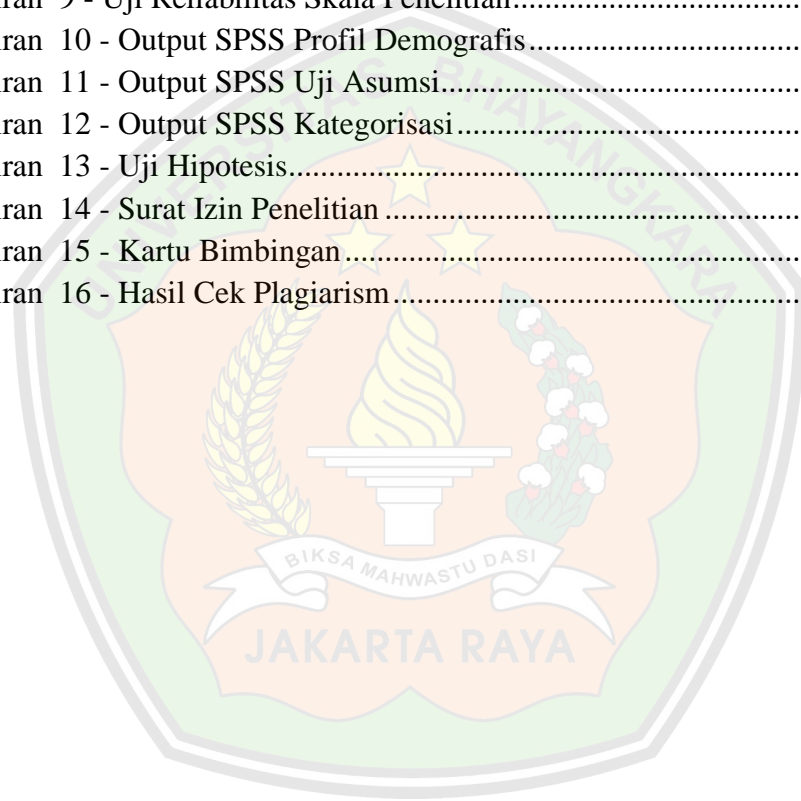 ran 9 - Uji Reliabilitas Skala Penelitian.....................................
ran 10 - Output SPSS Profil Demografis.....................................
ran 11 - Output SPSS Uji Asumsi.....................................
ran 12 - Output SPSS Kategorisasi.....................................
ran 13 - Uji Hipotesis.....................................
ran 14 - Surat Izin Penelitian.....................................
ran 15 - Kartu Bimbingan.....................................
ran 16 - Hasil Cek Plagiarism.....................................
UNIVERSITAS BHAYANGKARA
BIKSA MAHWASTU DASI
JAKARTA RAYA